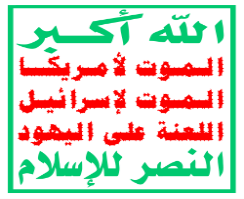 الله أكبر
الموت لأمريكا
الموت لإسرائيل
اللعنة على اليهود
النصر للإسلام